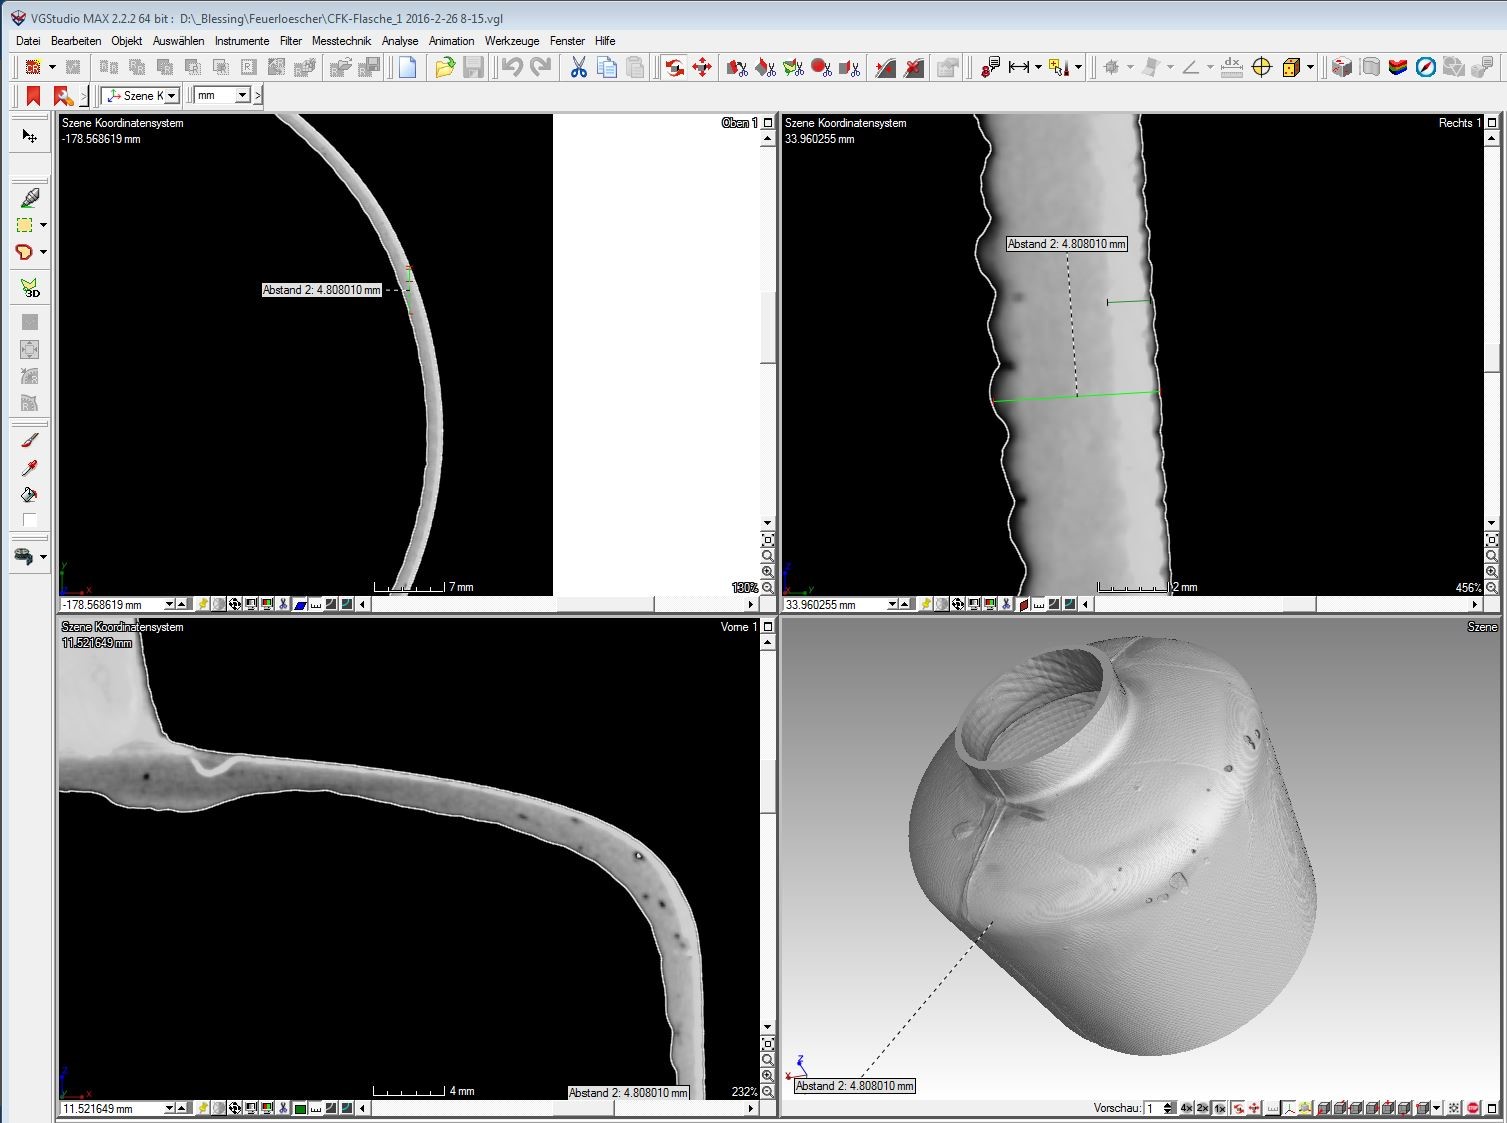 VGStudio MAX 2.2.2 64 bit : D:\_Blessing\Feuerloescher\CFK-Flasche_1 2016-2-26 8-15.vgl
Datei Bearbeiten Objekt Auswählen Instrumente Filter Messtechnik Analyse Animation Werkzeuge Fenster Hilfe
Szene K mm
Szene Koordinatensystem Oben 1
-178.568619 mm
Abstand 2: 4.808010 mm
7 mm
130%
-178.568619 mm
Szene Koordinatensystem Rechts 1
33.960255 mm
Abstand 2: 4.808010 mm
2 mm
456%
33.960255 mm
Szene Koordinatensystem Vorne 1
11.521649 mm
4 mm
Abstand 2: 4.808010 mm
232%
11.521649 mm
Szene
Abstand 2: 4.808010 mm
Vorschau: 1 4x 2x 1x
3D
dx